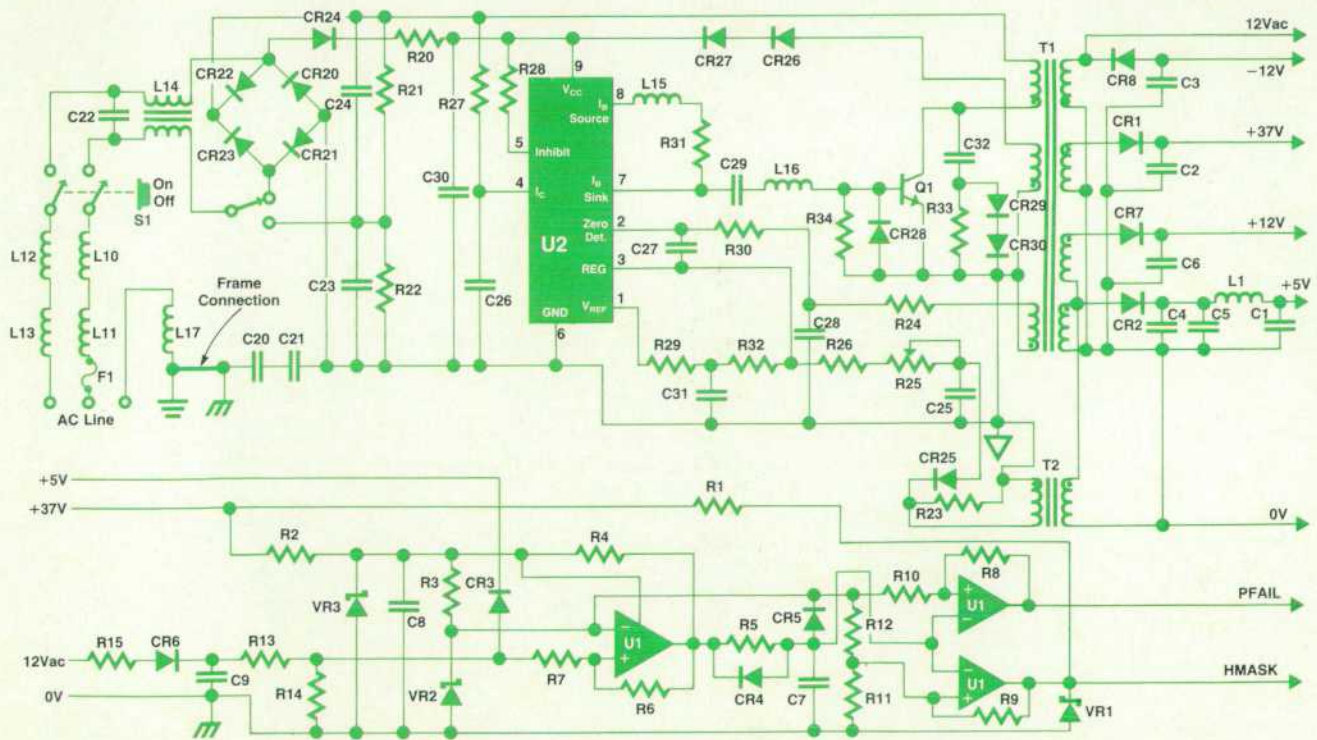 CR24
12Vac
T1
L14
CR22
CR20
R20
9
CR27
CR26
-12V
CR8
C3
C22
C24
R21
R27
R28
VCC
8
L15
IB
Source
CR1
+37V
CR23
CR21
5
Inhibit
R31
C32
C2
On
Off
S1
C30
4
IC
IB
Sink
7
C29
L16
Q1
CR29
CR7
+12V
Zero
Det.
2
R34
CR28
R33
CR30
L12
L10
U2
C27
R30
C6
L1
+5V
Frame
Connection
C23
R22
C26
REG
3
VREF
1
R24
CR2
C4
C5
C1
L13
L11
L17
GND
6
C28
F1
C20
C21
R29
R32
R26
R25
AC Line
C31
C25
CR25
T2
+5V
R1
R23
+37V
0V
R2
R4
R8
R3
CR3
R10
VR3
C8
U1
PFAIL
CR5
R12
R15
CR6
R13
U1
R5
12Vac
R7
HMASK
C9
R14
VR2
CR4
C7
R11
U1
0V
R6
R9
VR1